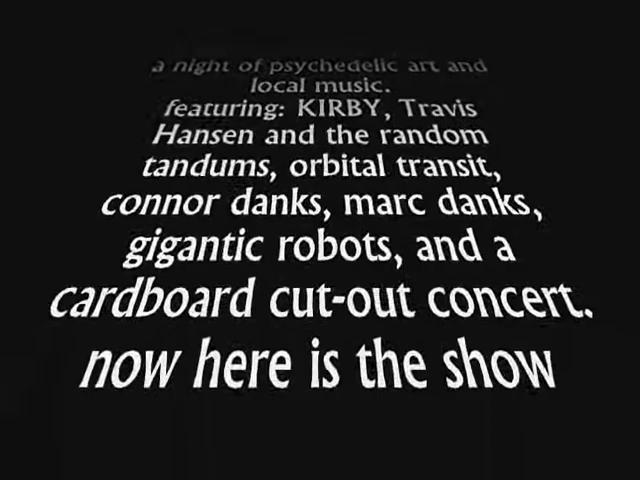 a night of psychedelic art and
local music.
featuring: KIRBY, Travis
Hansen and the random
tandums, orbital transit,
connor danks, marc danks,
gigantic robots, and a
cardboard cut-out concert.
now here is the show